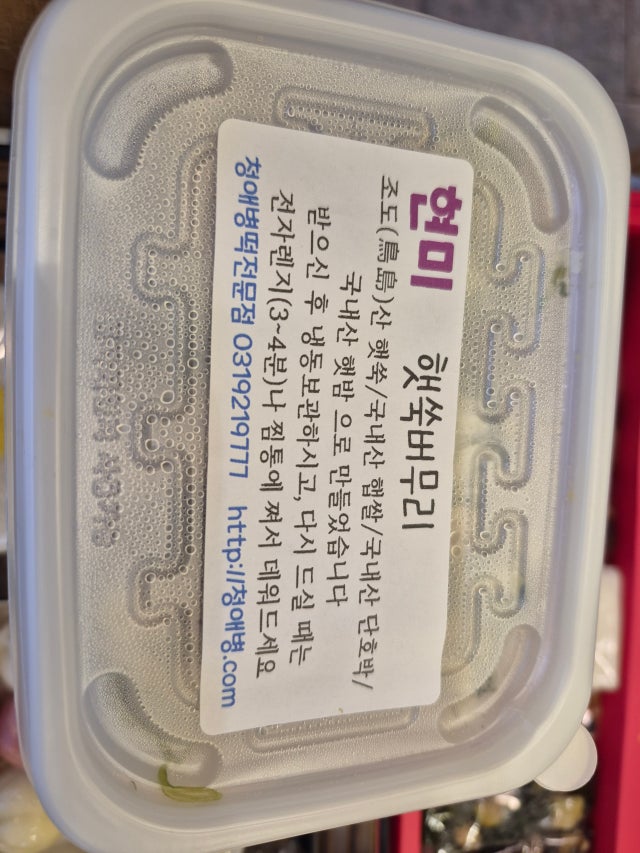 현미 햇쑥버무리
조도(鳥島)산 햇쑥/국내산 햅쌀/국내산 단호박/
국내산 햇밤 으로 만들었습니다
받으신 후 냉동보관하시고, 다시 드실 때는
전자렌지(3~4분)나 찜통에 쪄서 데워드세요
청애병떡전문점 0319219777 http://청애병.com